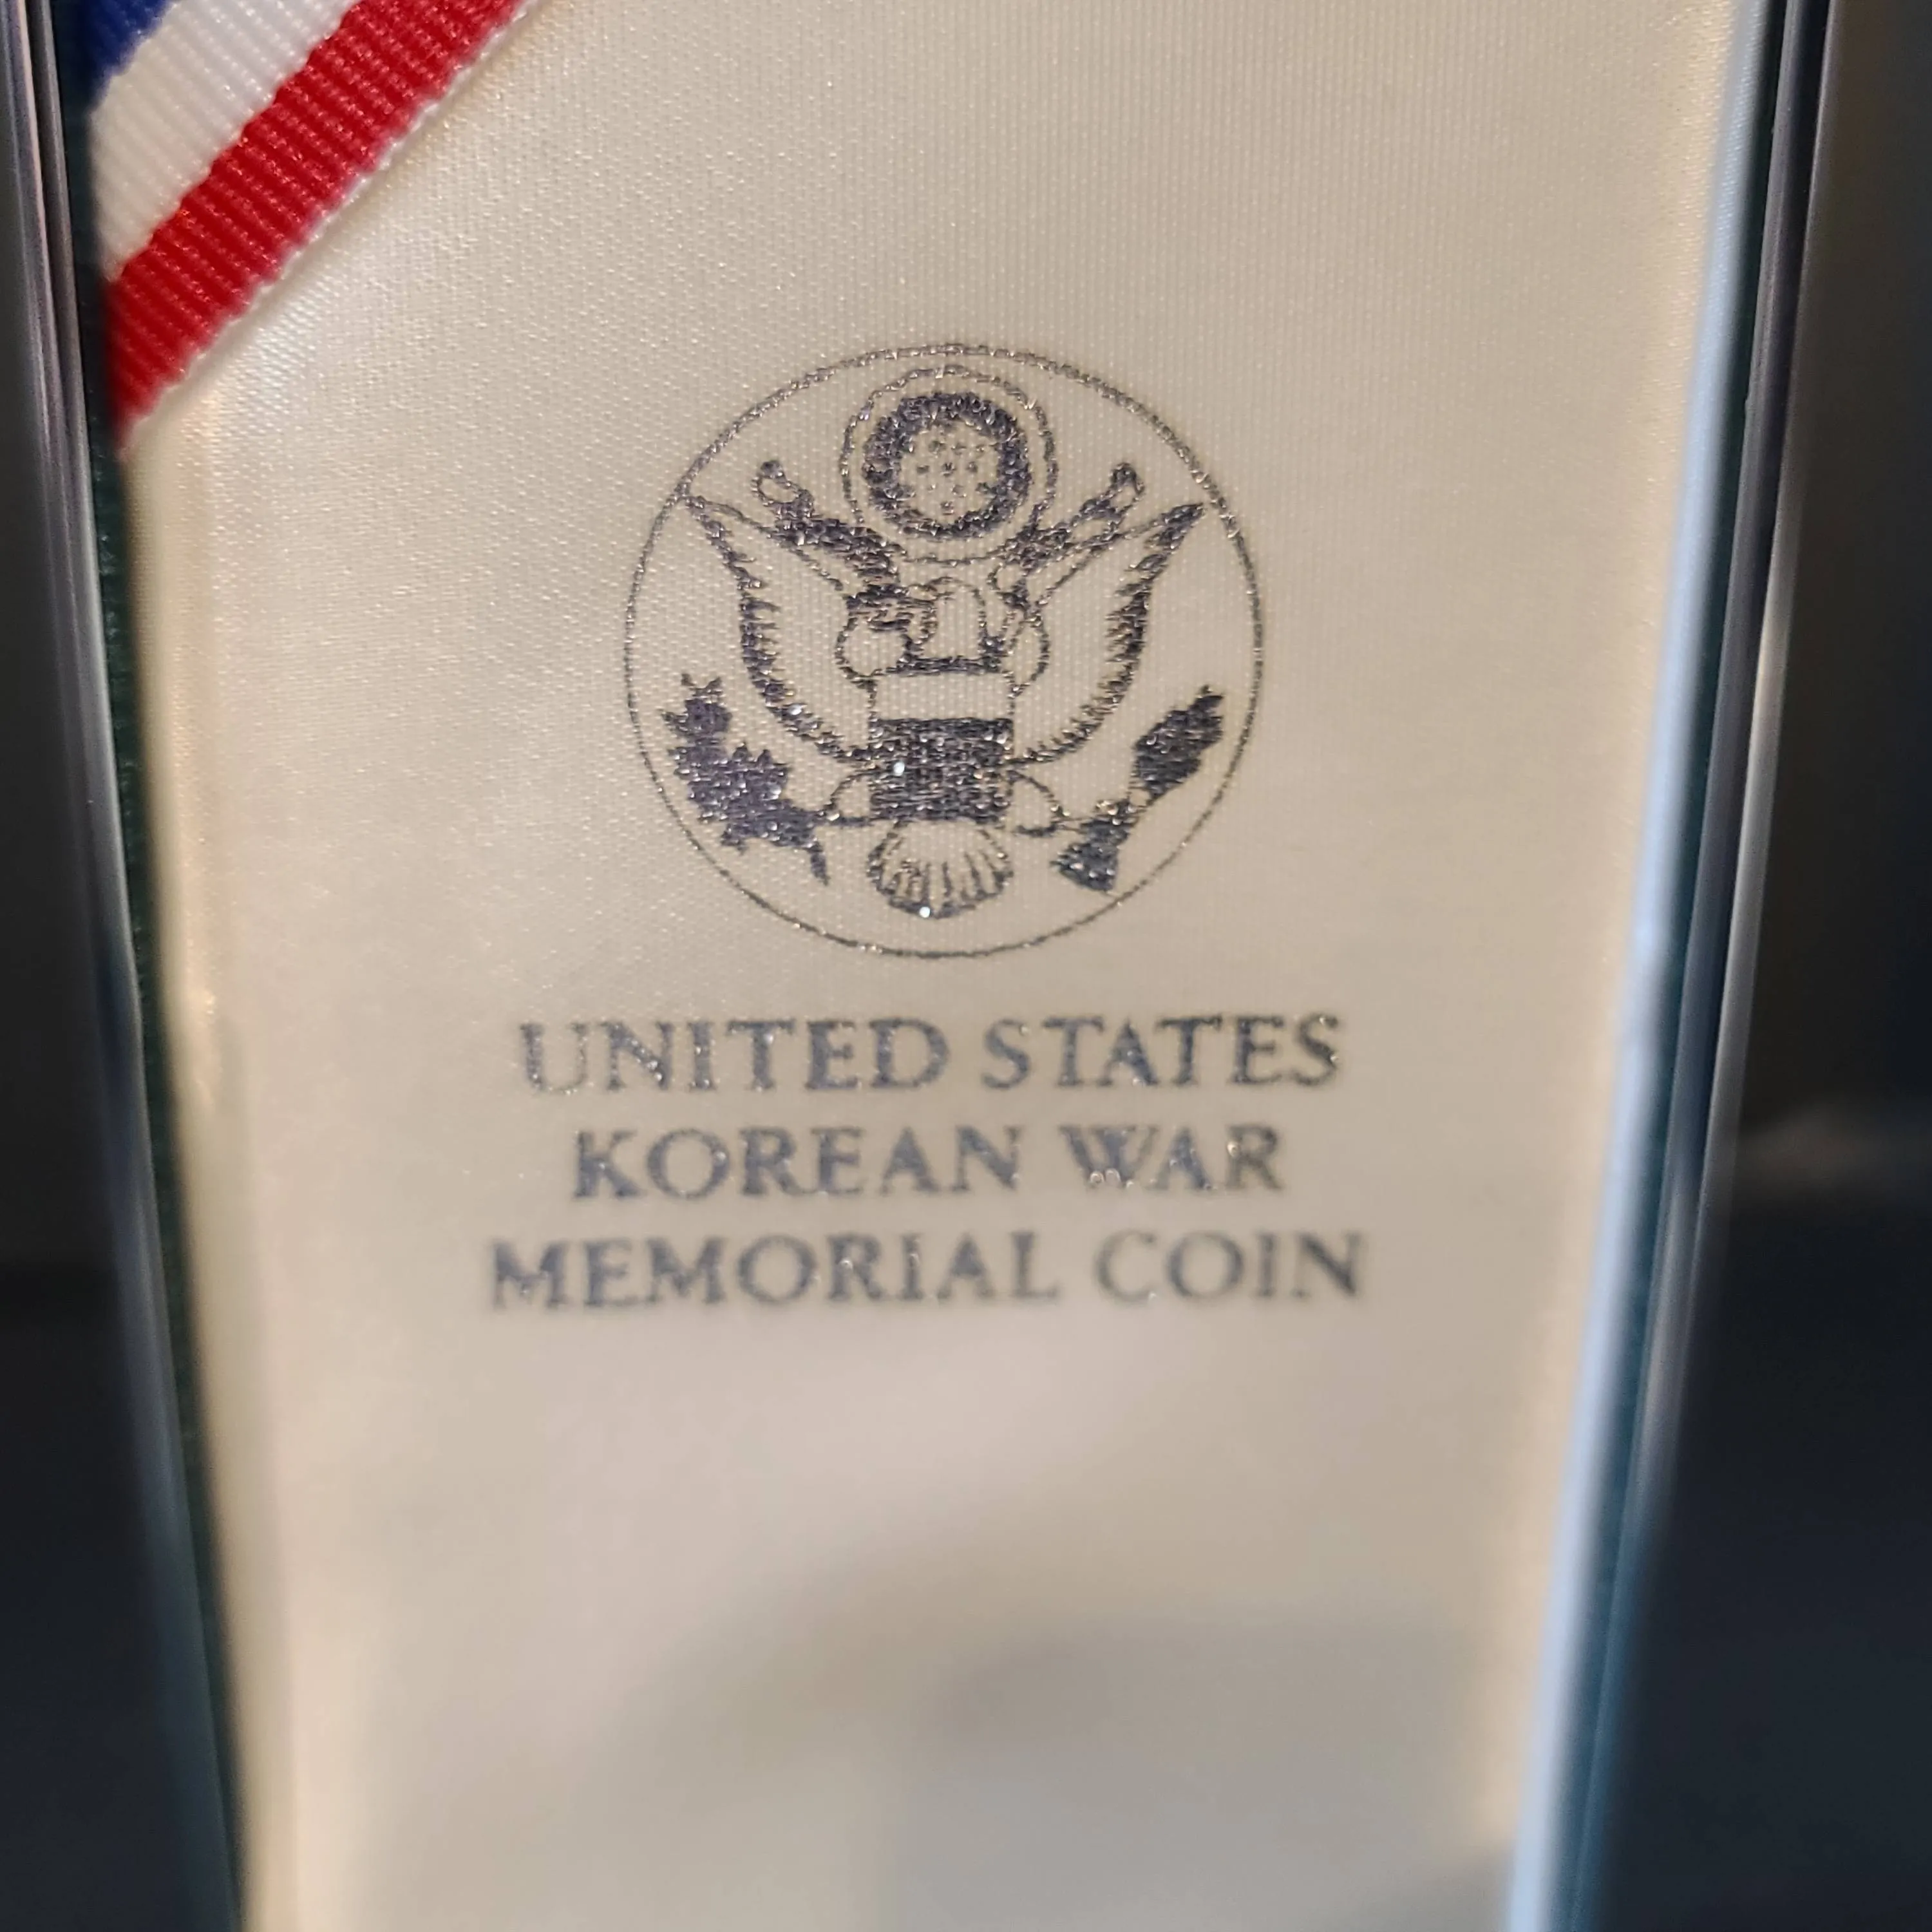 UNITED STATES
KOREAN WAR
MEMORIAL COIN